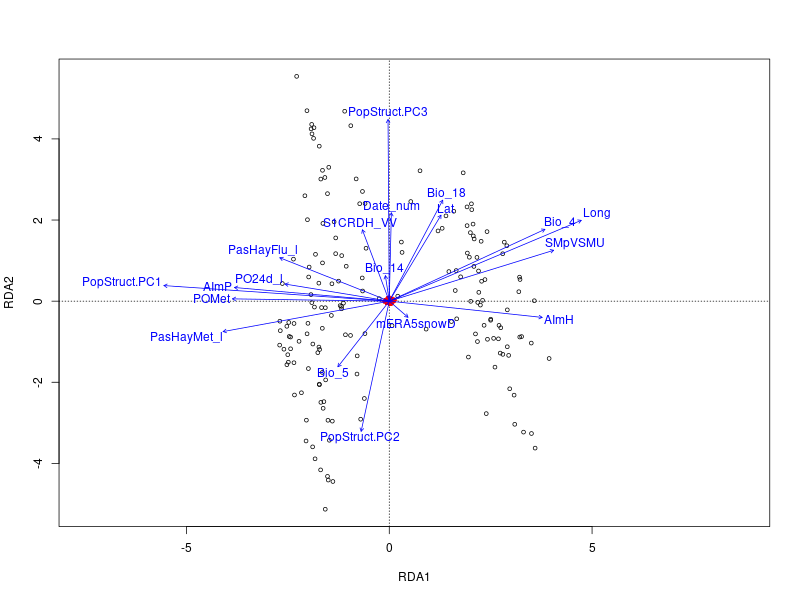 PopStruct.PC3
Bio_18
Date_num
Lat
Long
Bio_4
SMpVSMU
PasHayFlu_I
Bio_14
PopStruct.PC1
AlmP
PO24d_I
POMet
mERA5snowD
AlmH
PasHayMet_I
Bio_5
PopStruct.PC2
4
2
0
-2
-4
RDA2
-5
0
5
RDA1